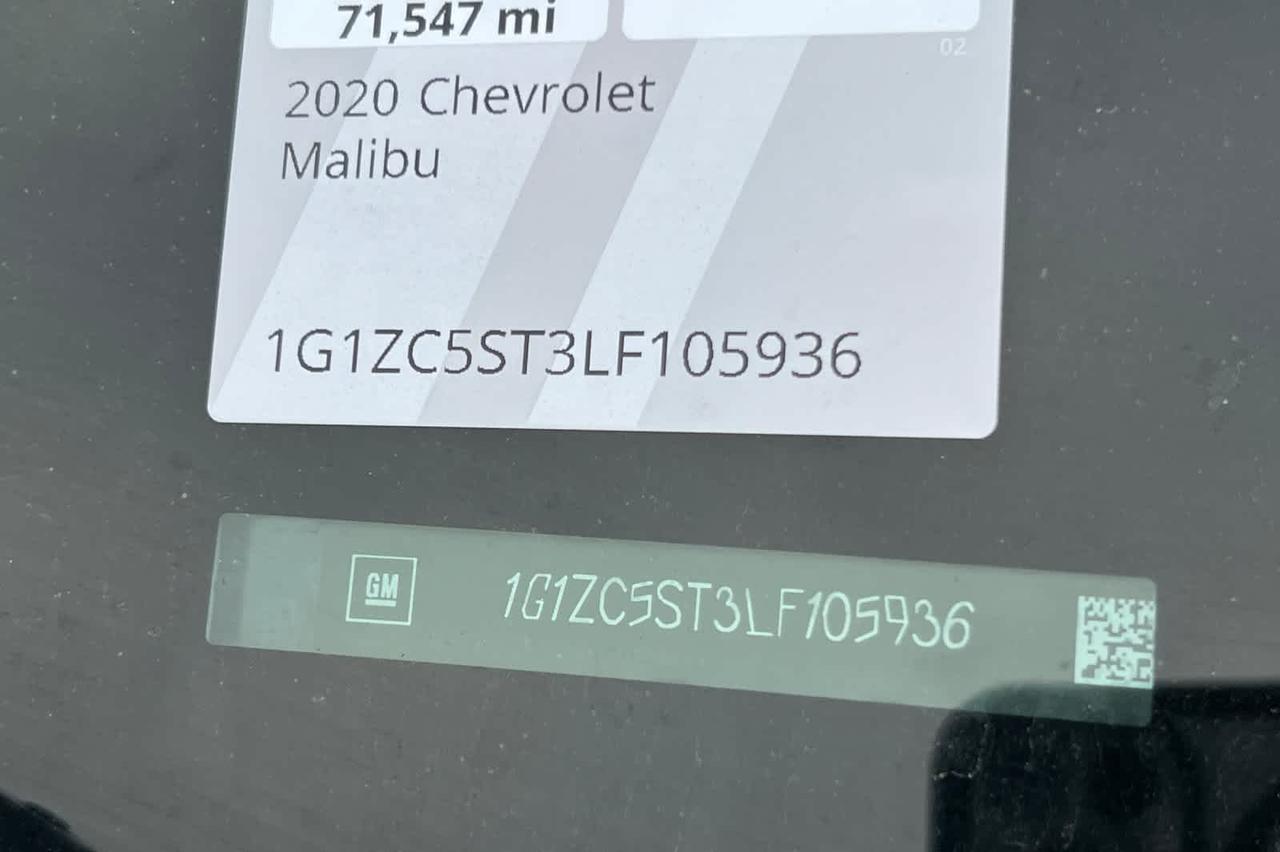 71,547 mi
02
2020 Chevrolet
Malibu
1G1ZC5ST3LF105936
GM
1G1ZC5ST3LF105936